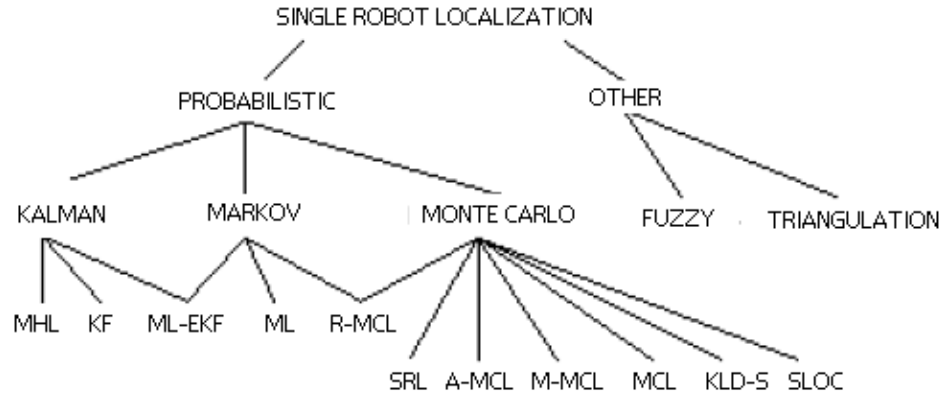 SINGLE ROBOT LOCALIZATION
PROBABILISTIC OTHER
KALMAN MARKOV MONTE CARLO FUZZY TRIANGULATION
MHL KF ML-EKF ML R-MCL
SRL A-MCL M-MCL MCL KLD-S SLOC